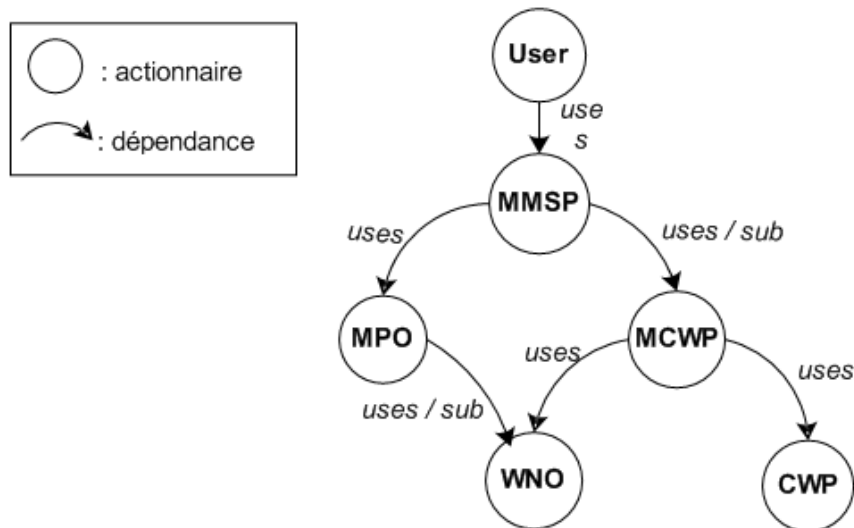 User
: actionnaire
use
s
: dépendance
MMSP
uses
uses / sub
MPO
MCWP
uses
uses
uses / sub
WNO
CWP